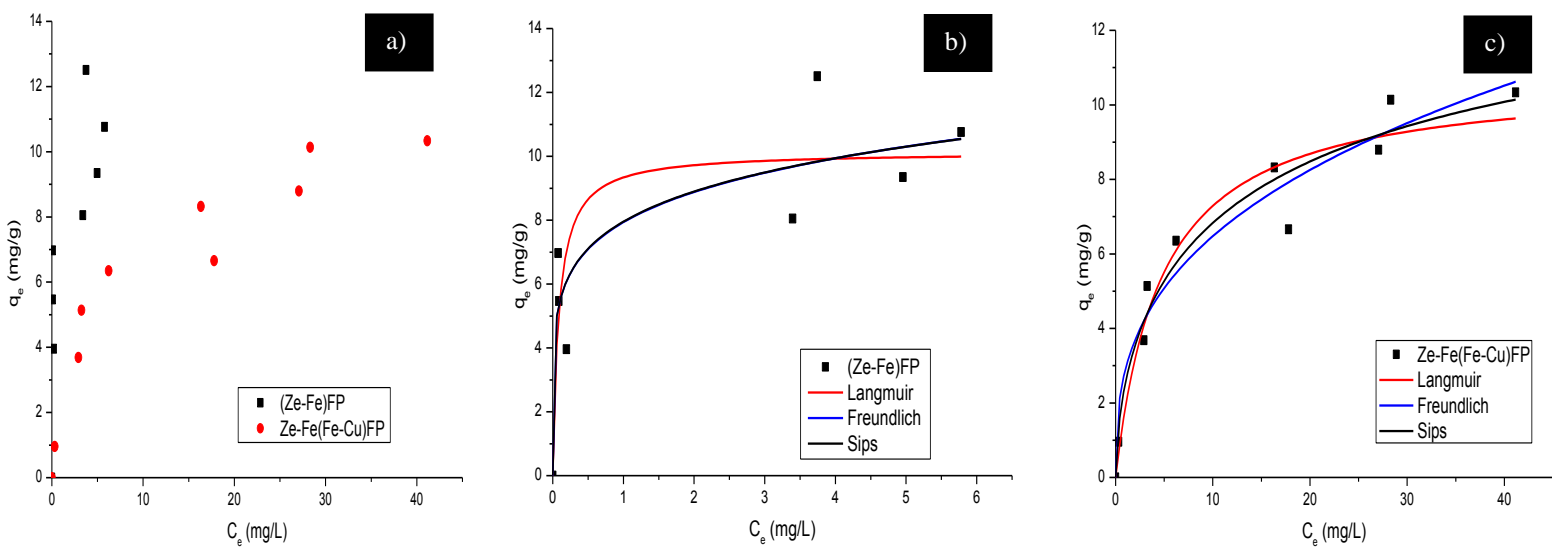 a)
14
12
10
8
6
4
2
0
q_e (mg/g)
(Ze-Fe)FP
Ze-Fe(Fe-Cu)FP
0 10 20 30 40
C_e (mg/L)
b)
14
12
10
8
6
4
2
0
q_e (mg/g)
(Ze-Fe)FP
Langmuir
Freundlich
Sips
0 1 2 3 4 5 6
C_e (mg/L)
c)
12
10
8
6
4
2
0
q_e (mg/g)
Ze-Fe(Fe-Cu)FP
Langmuir
Freundlich
Sips
0 10 20 30 40
C_e (mg/L)